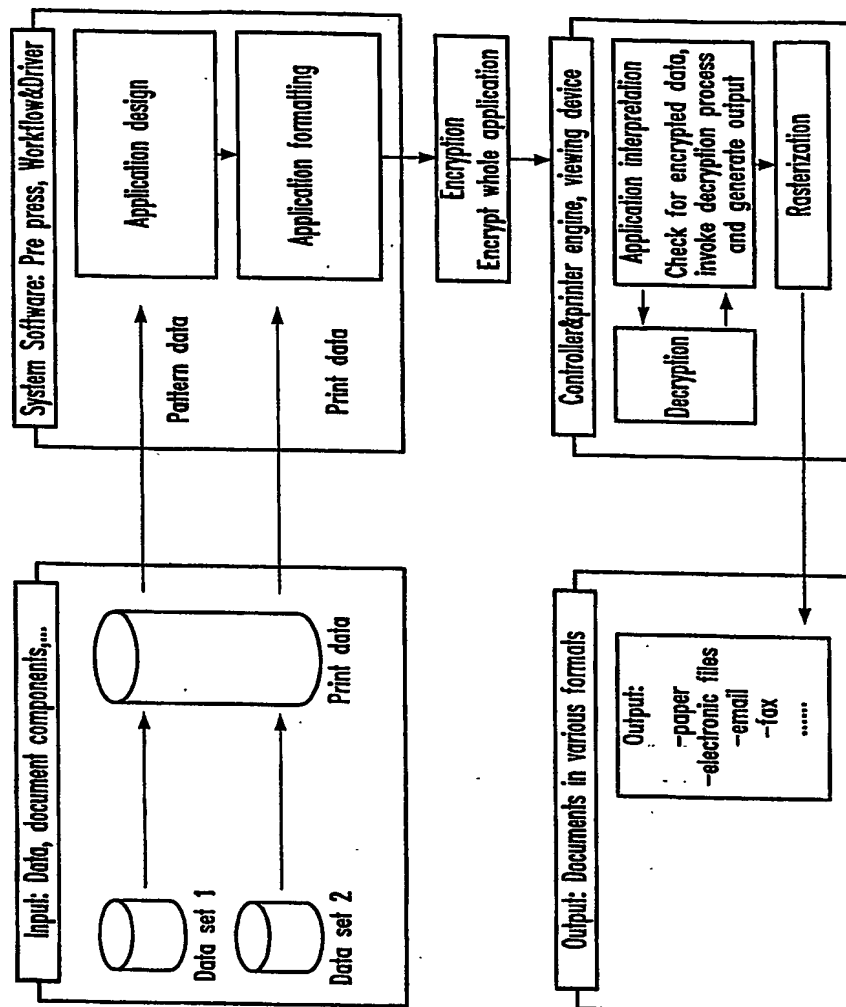 Input: Data, document components,...
Data set 1
Data set 2
Print data
Pattern data
Print data
System Software: Pre press, Workflow&Driver
Application design
Application formatting
Encryption
Encrypt whole application
Controller&printer engine, viewing device
Application interpretation
Check for encrypted data,
invoke decryption process
and generate output
Decryption
Rasterization
Output: Documents in various formats
Output:
-paper
-electronic files
-email
-fax
......